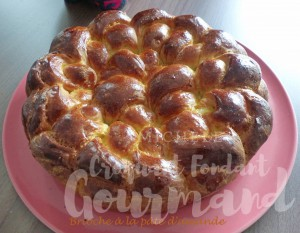 Croquant Fondant
Gourmand
Brioche à la pâte d'amande